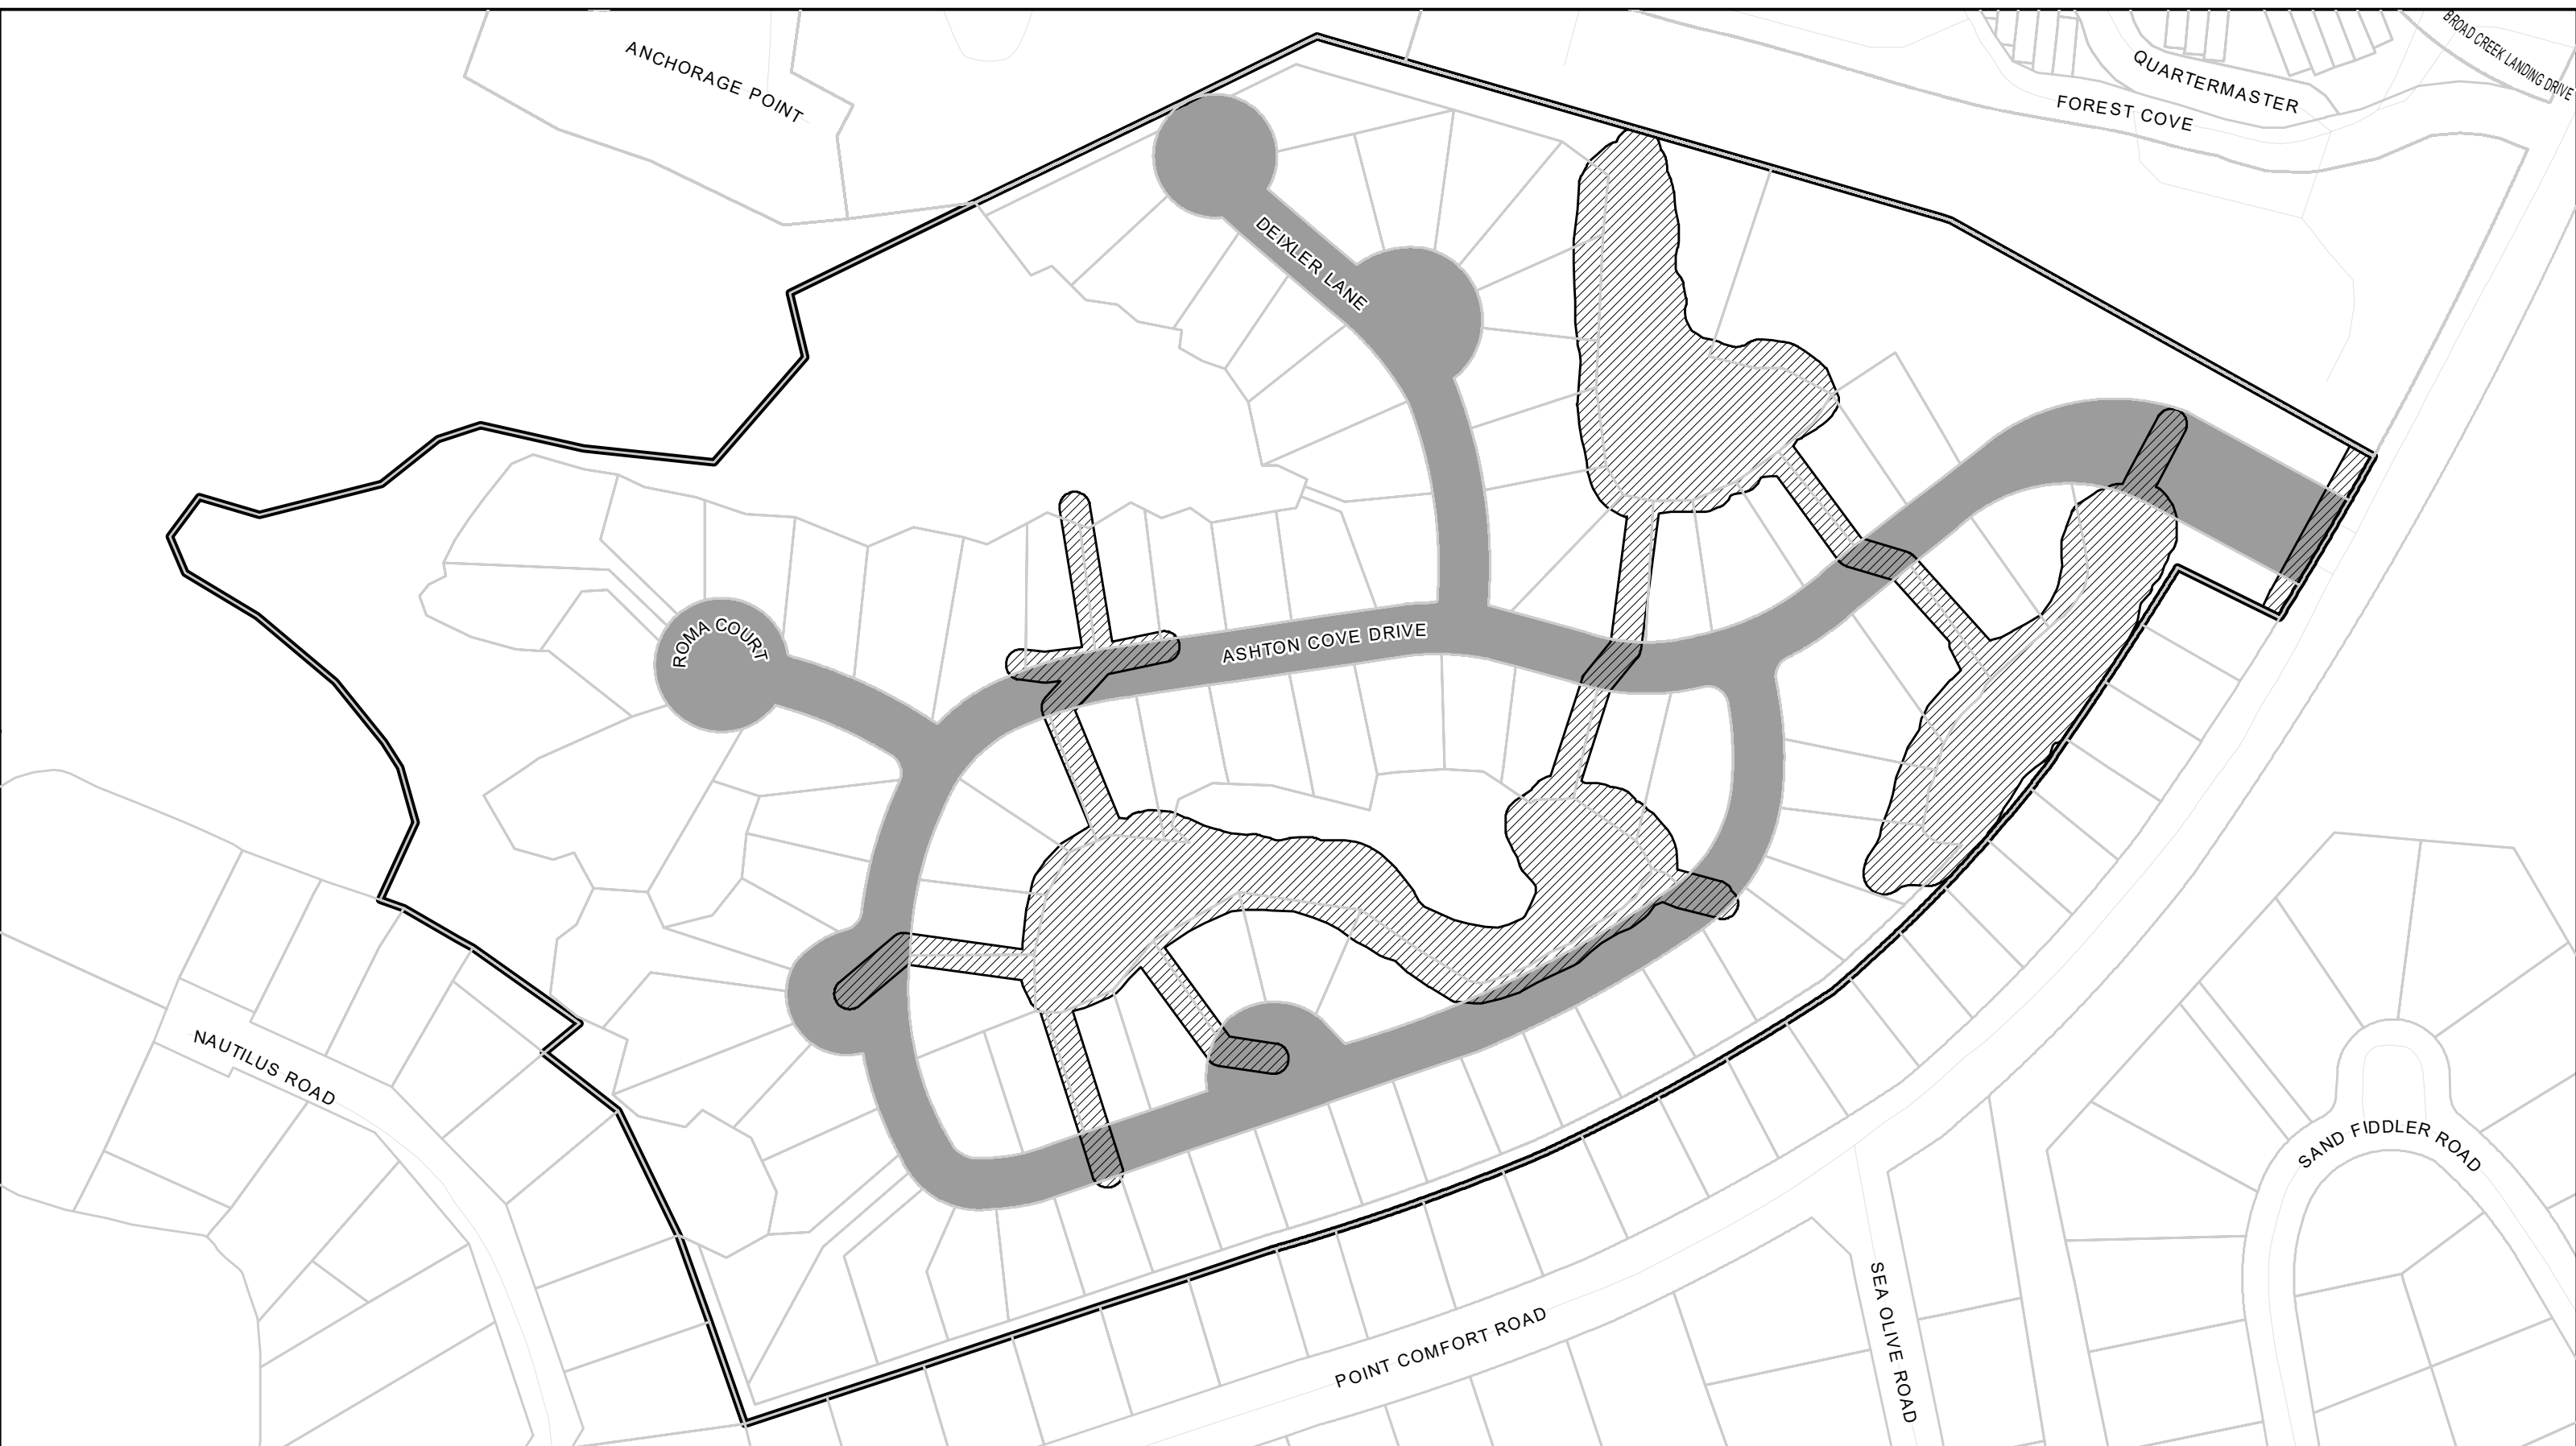 ANCHORAGE POINT
BROAD CREEK LANDING DRIVE
QUARTERMASTER
FOREST COVE
DEIXLER LANE
ROMA COURT
ASHTON COVE DRIVE
NAUTILUS ROAD
SAND FIDDLER ROAD
SEA OLIVE ROAD
POINT COMFORT ROAD